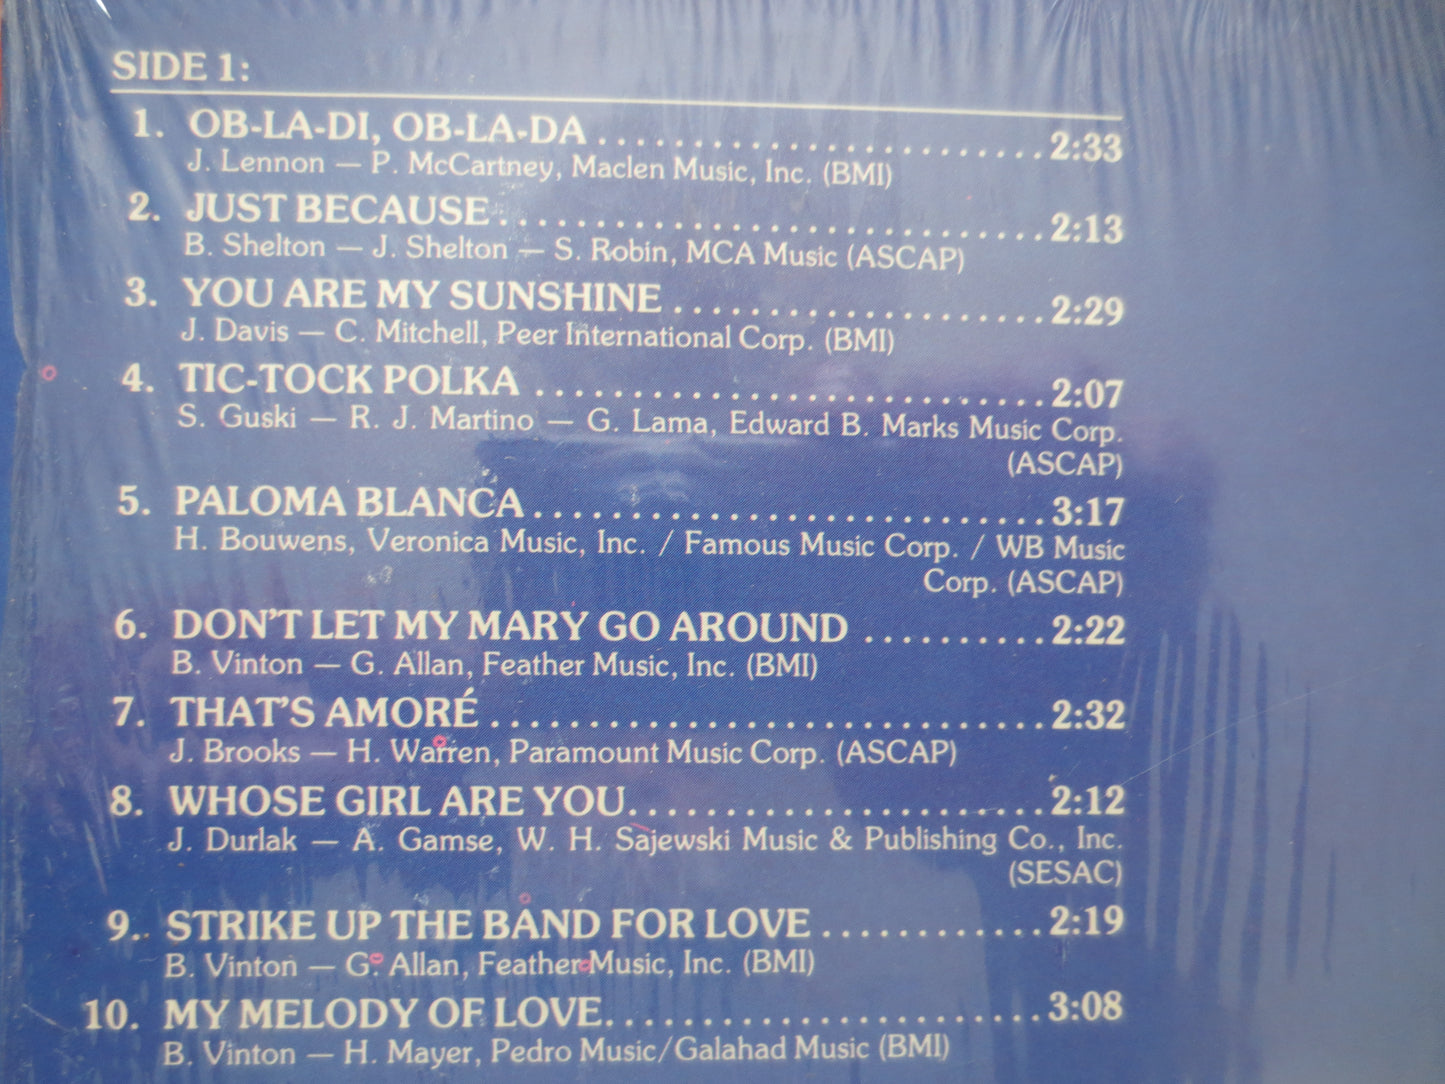 SIDE 1:
1. OB-LA-DI, OB-LA-DA..........................2:33
J. Lennon — P. McCartney, Maclen Music, Inc. (BMI)
2. JUST BECAUSE.................................2:13
B. Shelton — J. Shelton — S. Robin, MCA Music (ASCAP)
3. YOU ARE MY SUNSHINE......................2:29
J. Davis — C. Mitchell, Peer International Corp. (BMI)
4. TIC-TOCK POLKA ..............................2:07
S. Guski — R. J. Martino — G. Lama, Edward B. Marks Music Corp.
(ASCAP)
5. PALOMA BLANCA..............................3:17
H. Bouwens, Veronica Music, Inc. / Famous Music Corp. / WB Music
Corp. (ASCAP)
6. DON'T LET MY MARY GO AROUND ...........2:22
B. Vinton — G. Allan, Feather Music, Inc. (BMI)
7. THAT'S AMORÉ.................................2:32
J. Brooks — H. Warren, Paramount Music Corp. (ASCAP)
8. WHOSE GIRL ARE YOU........................2:12
J. Durlak — A. Gamse, W. H. Sajewski Music & Publishing Co., Inc.
(SESAC)
9. STRIKE UP THE BAND FOR LOVE.............2:19
B. Vinton — G. Allan, Feather Music, Inc. (BMI)
10. MY MELODY OF LOVE..........................3:08
B. Vinton — H. Mayer, Pedro Music/Galahad Music (BMI)